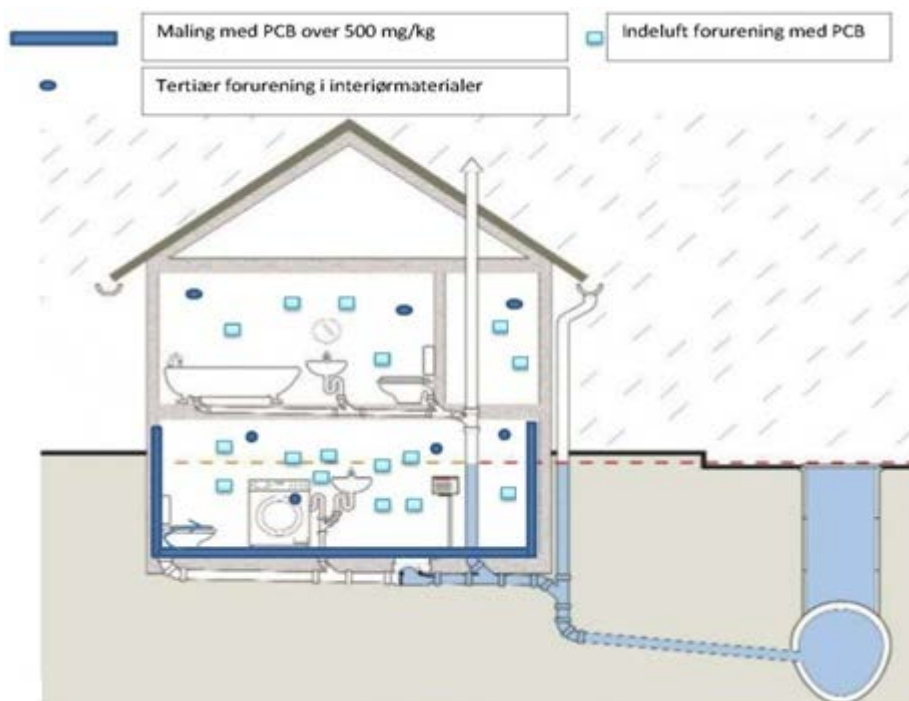 Maling med PCB over 500 mg/kg
Indeluft forurening med PCB
Tertiær forurening i interiørmaterialer